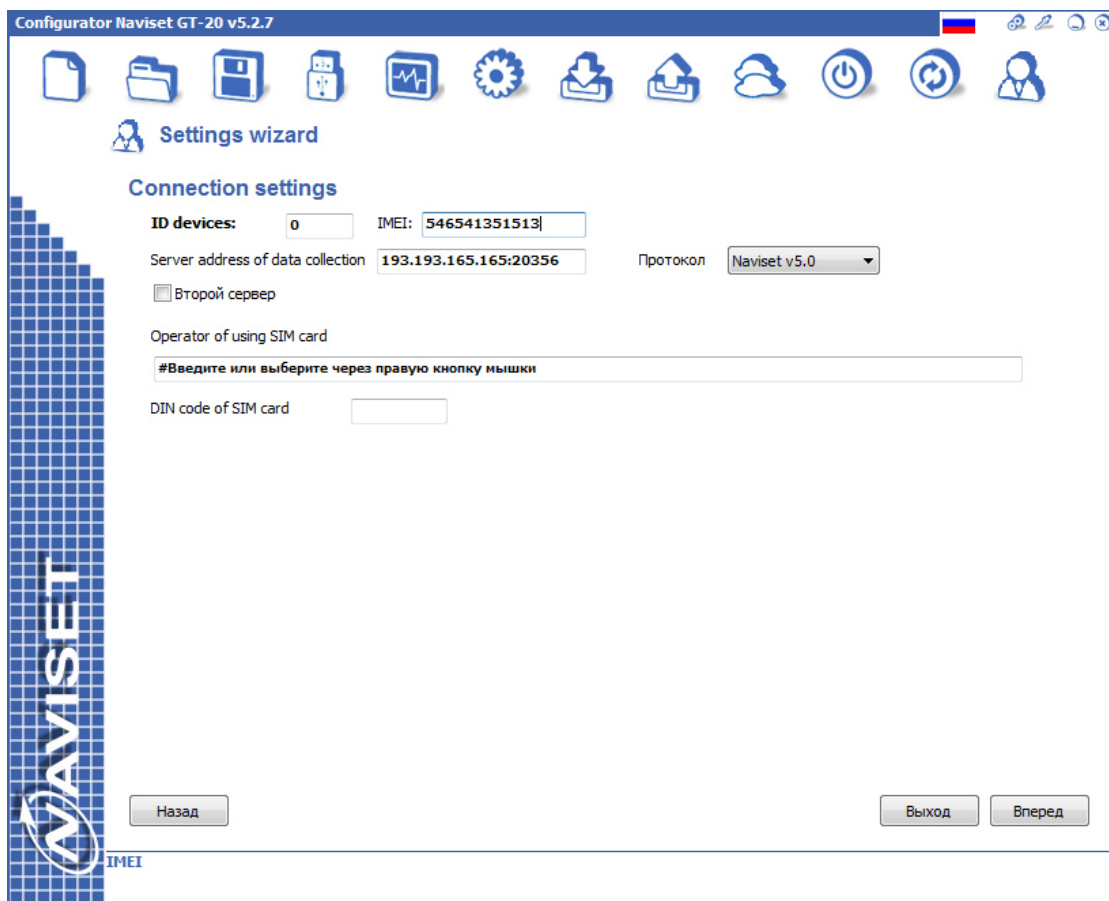 Configurator Naviset GT-20 v5.2.7
Settings wizard
Connection settings
ID devices: 0 IMEI: 546541351513
Server address of data collection 193.193.165.165:20356 Протокол Naviset v5.0
Второй сервер
Operator of using SIM card
#Введите или выберите через правую кнопку мышки
DIN code of SIM card
NAVISET
Назад Выход Вперед
IMEI